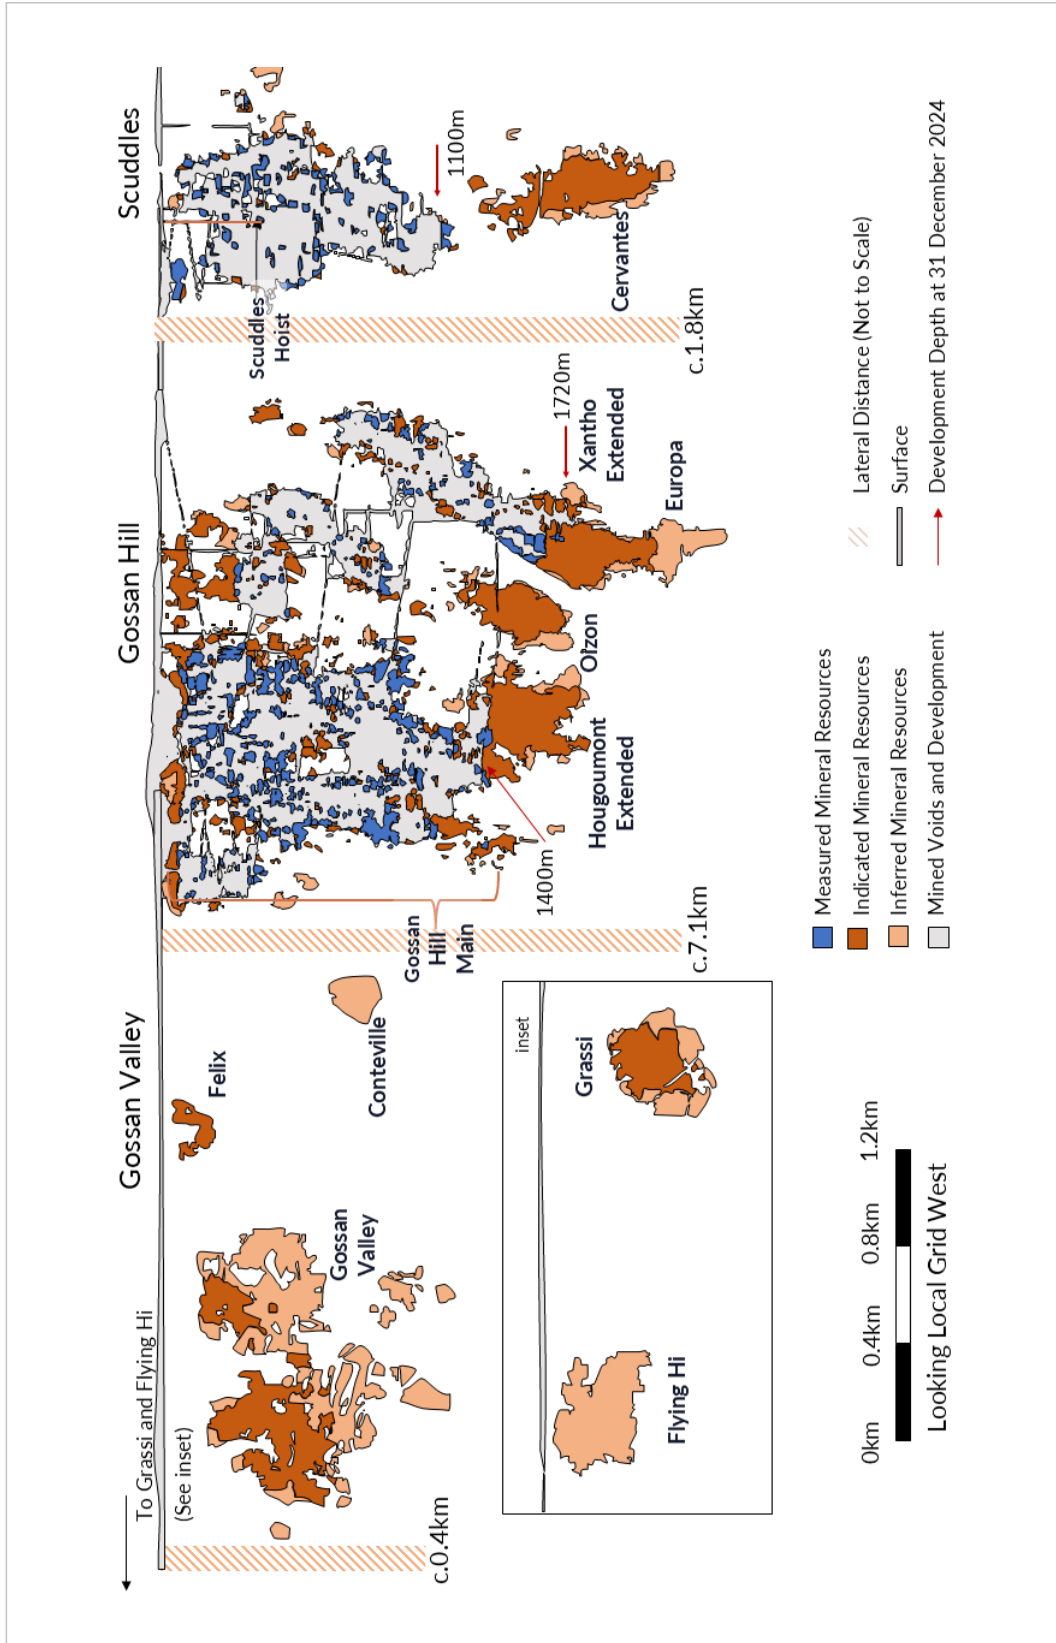 Gossan Valley
Gossan Hill
Scuddles
To Grassi and Flying Hi
(See inset)
Felix
Gossan
Valley
Conteville
c.0.4km
Gossan
Hill
Main
c.7.1km
1400m
Hougoumont
Extended
Oizon
1720m
Xantho
Extended
Europa
Scuddles
Hoist
c.1.8km
1100m
Cervantes
inset
Flying Hi
Grassi
0km
0.4km
0.8km
1.2km
Looking Local Grid West
Measured Mineral Resources
Indicated Mineral Resources
Inferred Mineral Resources
Mined Voids and Development
Lateral Distance (Not to Scale)
Surface
Development Depth at 31 December 2024